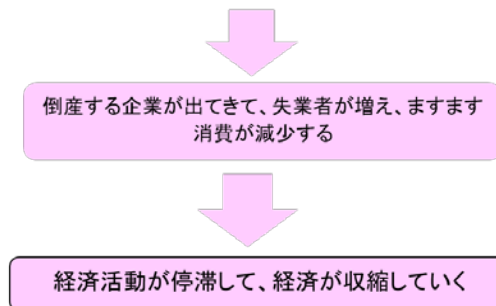 倒産する企業が出てきて、失業者が増え、ますます
消費が減少する
経済活動が停滞して、経済が収縮していく